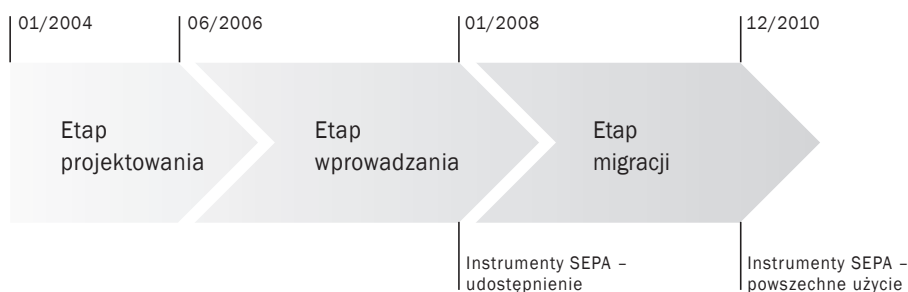 01/2004
06/2006
01/2008
12/2010
Etap
projektowania
Etap
wprowadzania
Etap
migracji
Instrumenty SEPA –
udostępnienie
Instrumenty SEPA –
powszechne użycie